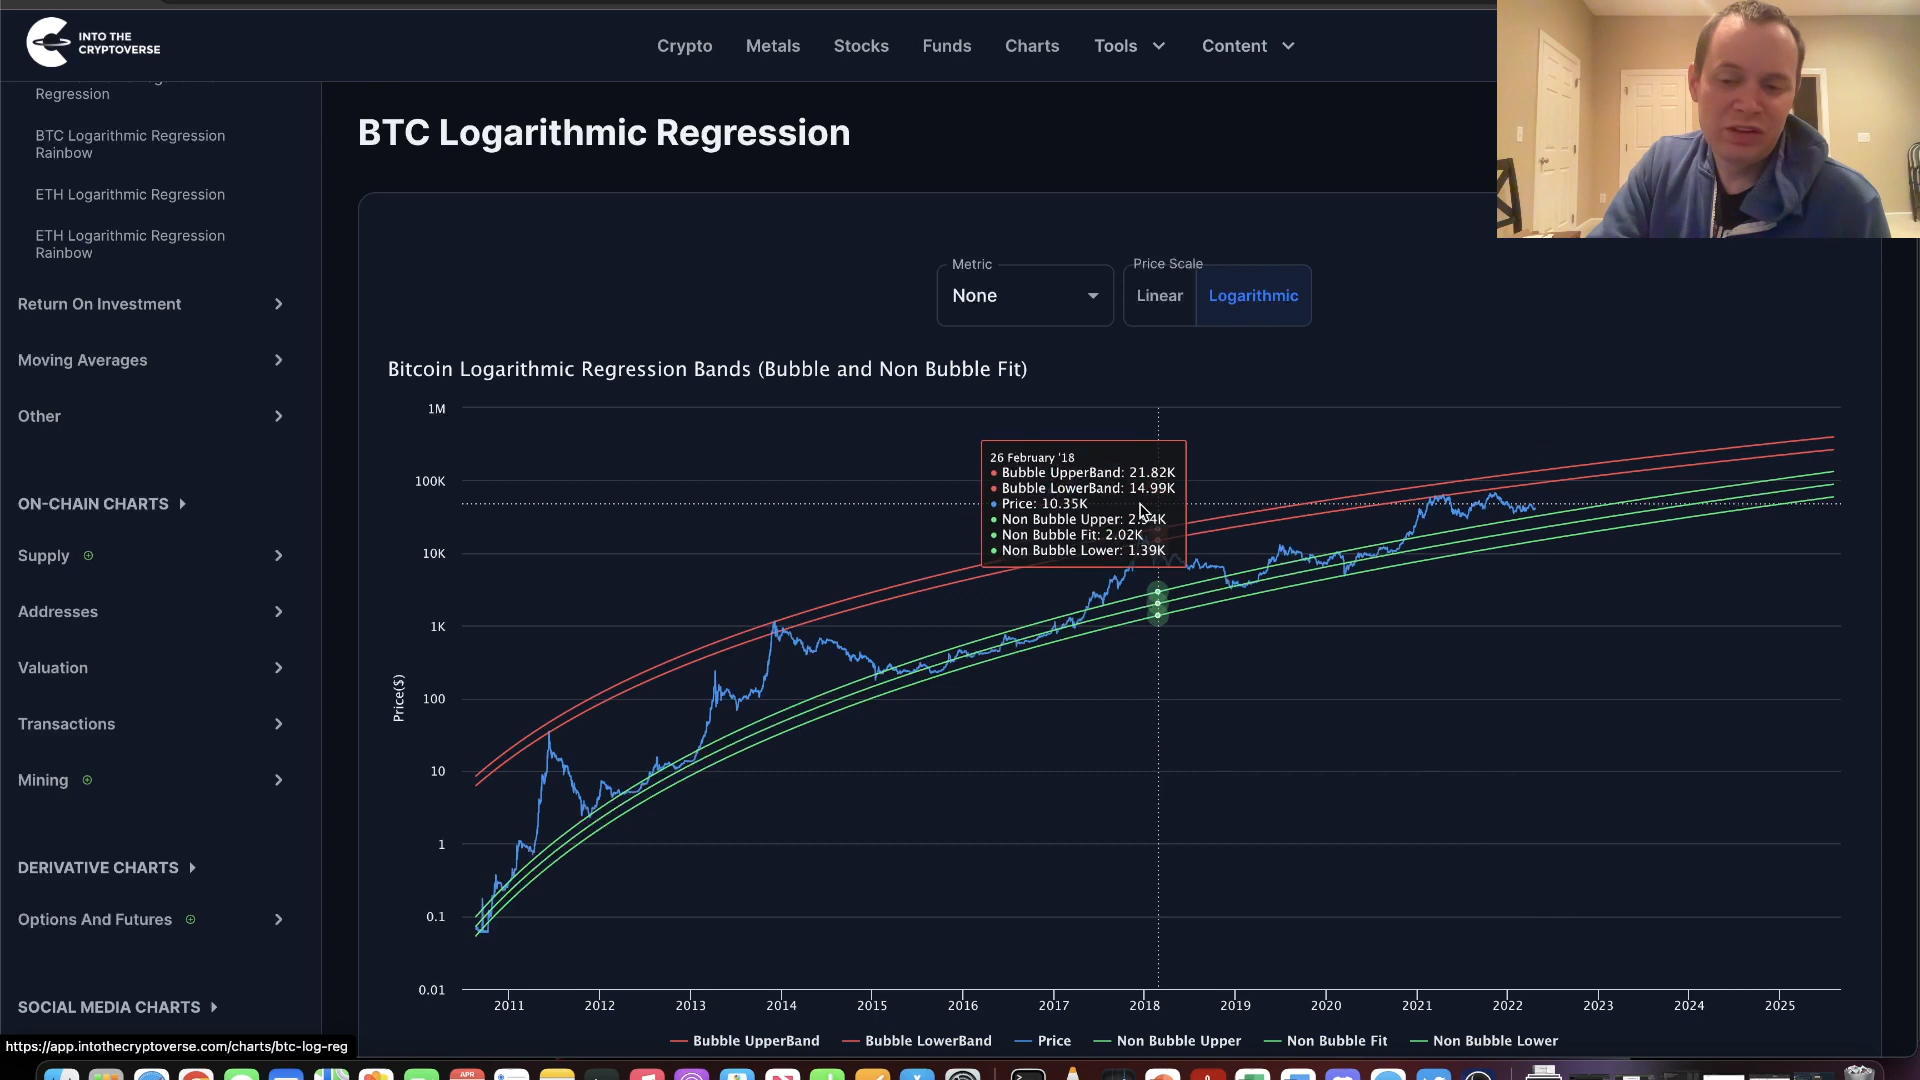 INTO THE
CRYPTOVERSE
Crypto
Metals
Stocks
Funds
Charts
Tools
Content
Regression
BTC Logarithmic Regression
Rainbow
ETH Logarithmic Regression
ETH Logarithmic Regression
Rainbow
Return On Investment
Moving Averages
Other
ON-CHAIN CHARTS
Supply
Addresses
Valuation
Transactions
Mining
DERIVATIVE CHARTS
Options And Futures
SOCIAL MEDIA CHARTS
https://app.intothecryptoverse.com/charts/btc-log-reg
BTC Logarithmic Regression
Metric
None
Price Scale
Linear
Logarithmic
Bitcoin Logarithmic Regression Bands (Bubble and Non Bubble Fit)
Price($)
1M
100K
10K
1K
100
10
1
0.1
0.01
26 February '18
Bubble UpperBand: 21.82K
Bubble LowerBand: 14.99K
Price: 10.35K
Non Bubble Upper:
Non Bubble Fit: 2.02K
Non Bubble Lower: 1.39K
2011 2012 2013 2014 2015 2016 2017 2018 2019 2020 2021 2022 2023 2024 2025
Bubble UpperBand
Bubble LowerBand
Price
Non Bubble Upper
Non Bubble Fit
Non Bubble Lower
APR